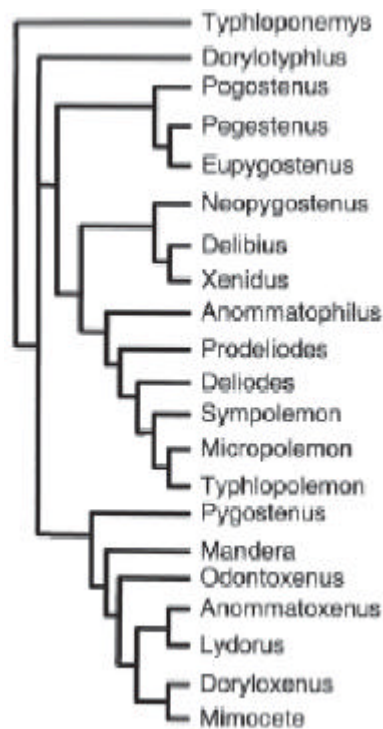 Typhloponemys
Dorylotyphlus
Pogostenus
Pegestenus
Eupygostenus
Neopygostenus
Delibius
Xenidus
Anommatophilus
Prodeliodes
Deliodes
Sympolemon
Micropolemon
Typhlopolemon
Pygostenus
Mandera
Odontoxenus
Anommatoxenus
Lydorus
Doryloxenus
Mimocete